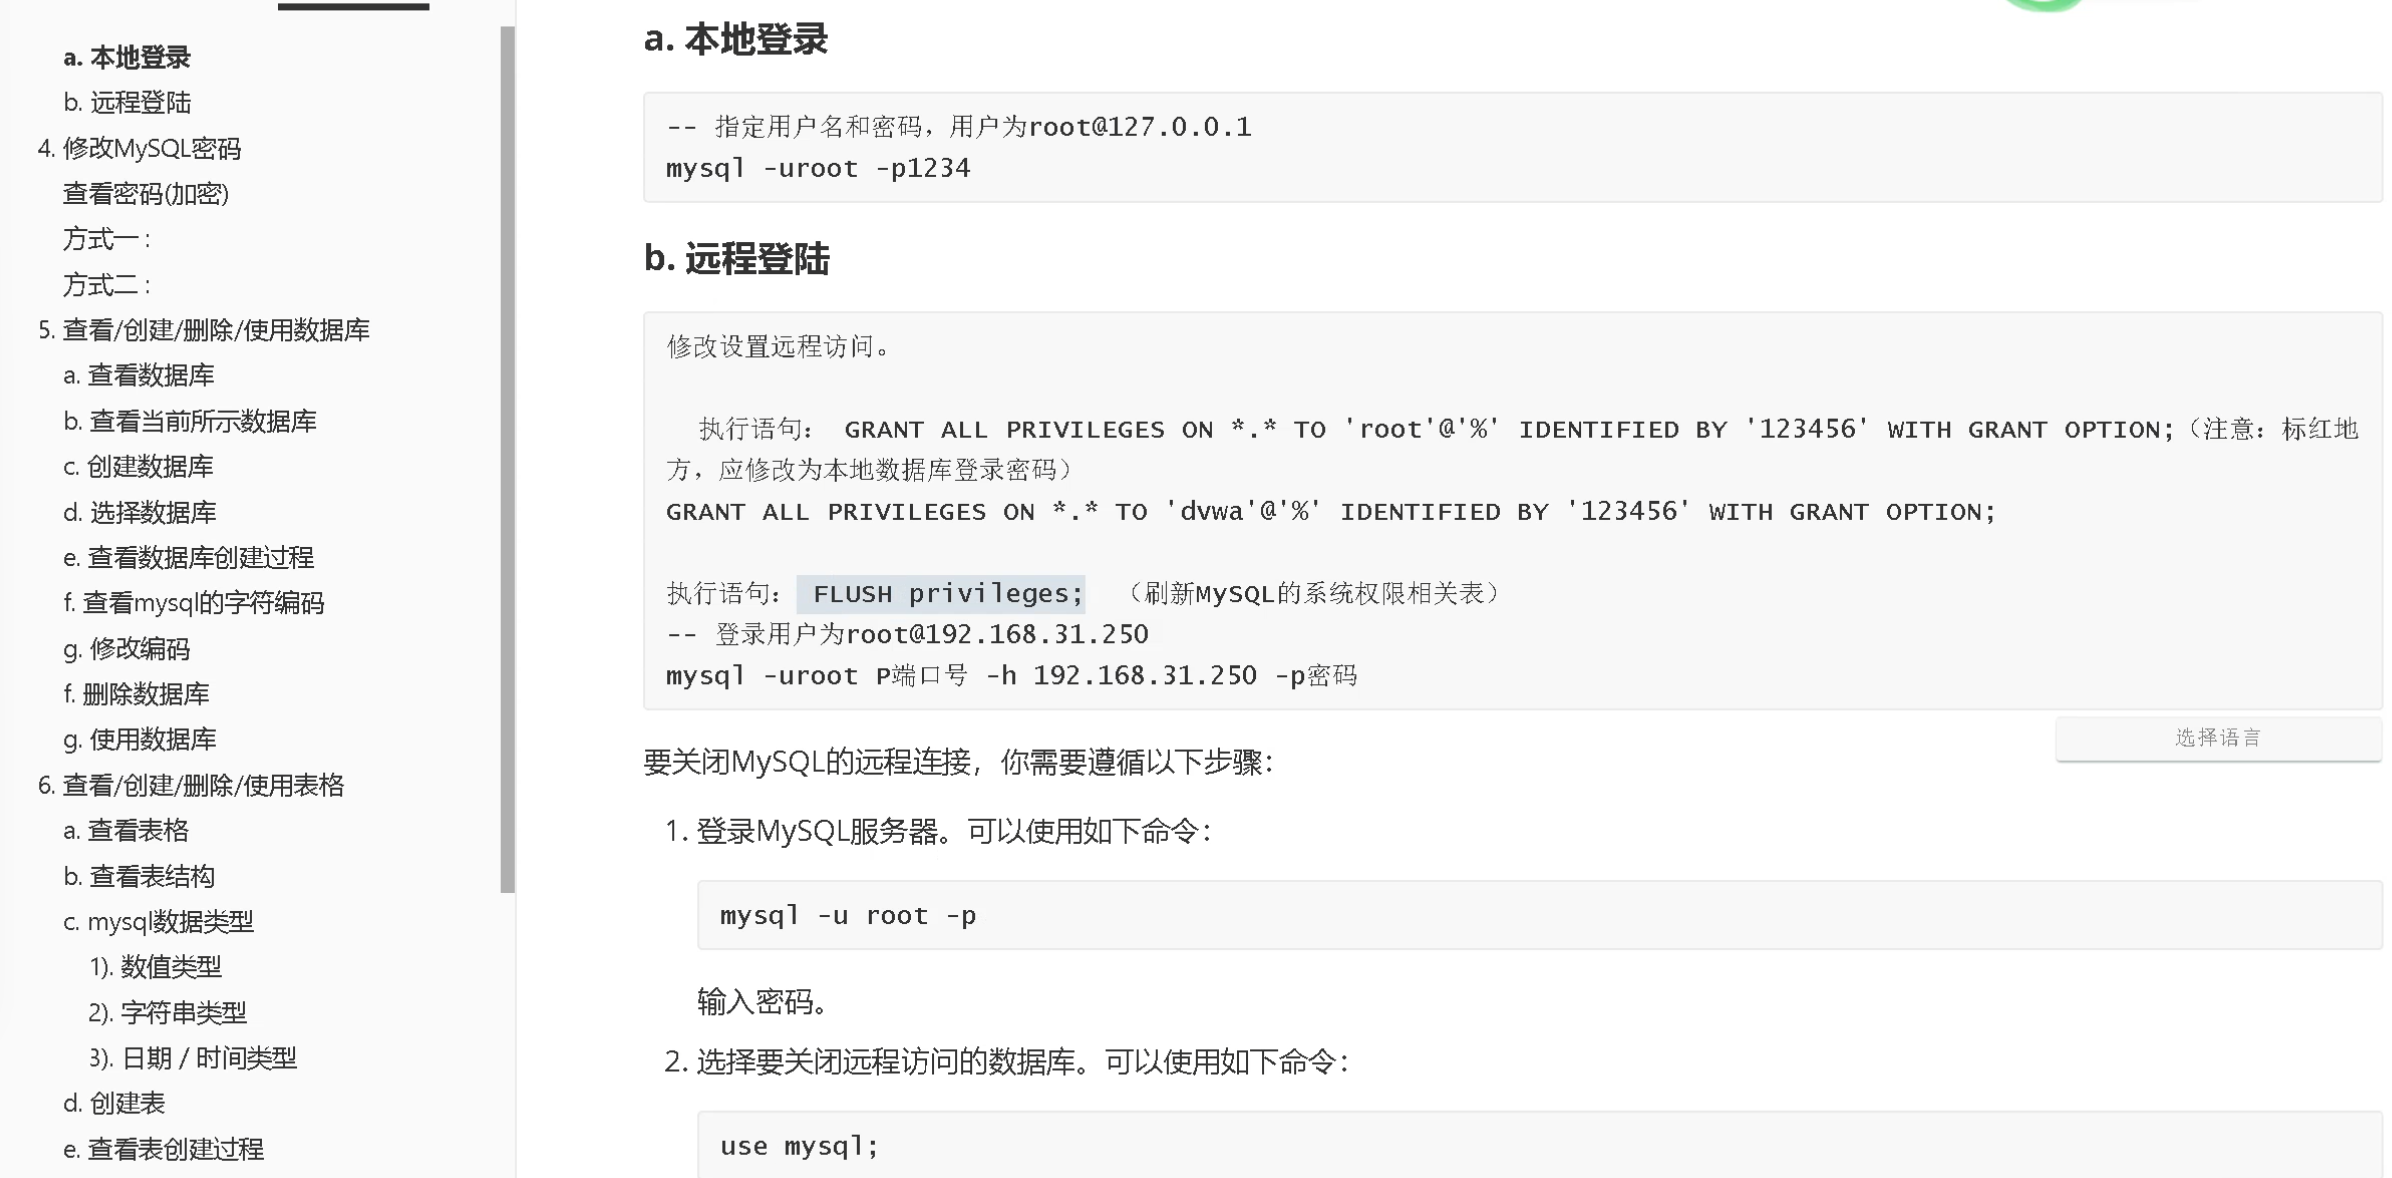 a. 本地登录
b. 远程登陆
4. 修改MySQL密码
查看密码(加密)
方式一 :
方式二 :
5. 查看/创建/删除/使用数据库
a. 查看数据库
b. 查看当前所示数据库
c. 创建数据库
d. 选择数据库
e. 查看数据库创建过程
f. 查看mysql的字符编码
g. 修改编码
f. 删除数据库
g. 使用数据库
6. 查看/创建/删除/使用表格
a. 查看表格
b. 查看表结构
c. mysql数据类型
1). 数值类型
2). 字符串类型
3). 日期 / 时间类型
d. 创建表
e. 查看表创建过程
a. 本地登录
-- 指定用户名和密码，用户为root@127.0.0.1
mysql -uroot -p1234
b. 远程登陆
修改设置远程访问。
执行语句： GRANT ALL PRIVILEGES ON *.* TO 'root'@'%' IDENTIFIED BY '123456' WITH GRANT OPTION;（注意：标红地
方，应修改为本地数据库登录密码）
GRANT ALL PRIVILEGES ON *.* TO 'dvwa'@'%' IDENTIFIED BY '123456' WITH GRANT OPTION;
执行语句： FLUSH privileges; （刷新MySQL的系统权限相关表）
-- 登录用户为root@192.168.31.250
mysql -uroot P端口号 -h 192.168.31.250 -p密码
选择语言
要关闭MySQL的远程连接，你需要遵循以下步骤：
1. 登录MySQL服务器。可以使用如下命令：
mysql -u root -p
输入密码。
2. 选择要关闭远程访问的数据库。可以使用如下命令：
use mysql;